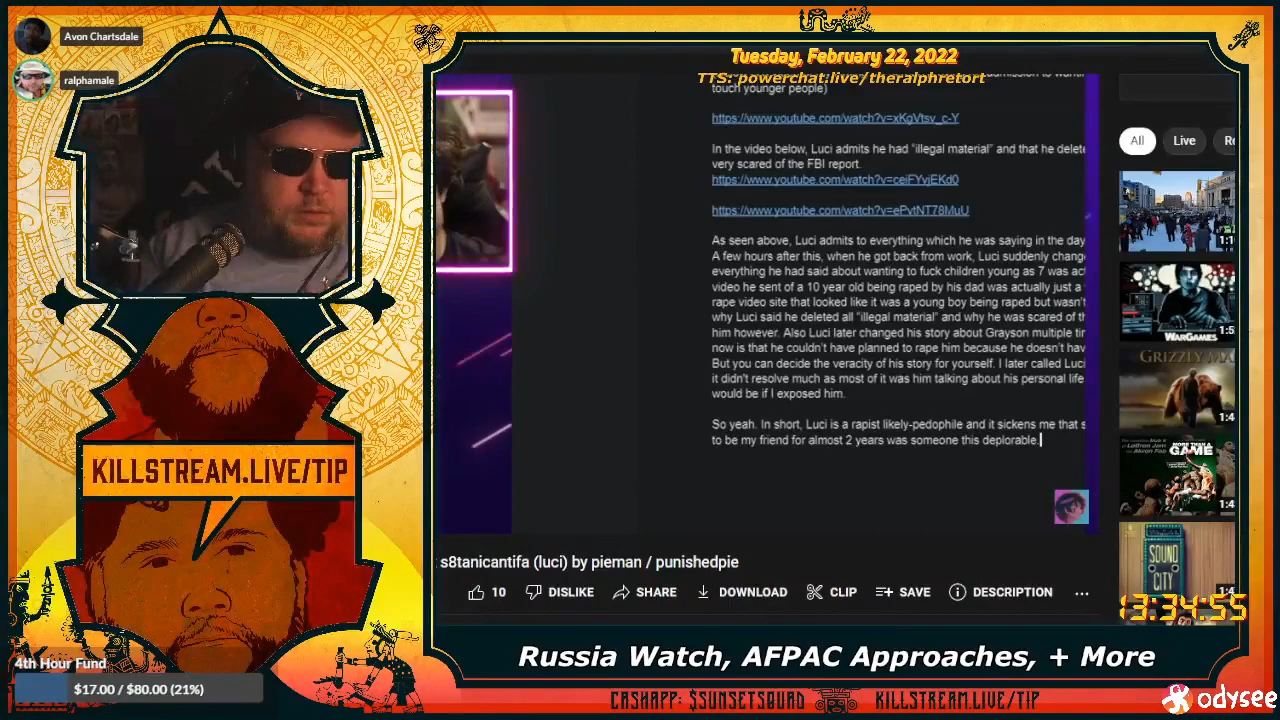 Avon Chartsdale
ralphamale
Tuesday, February 22, 2022
TTS: powerchat.live/theralphretort
touch younger people)
https://www.youtube.com/watch?v=xKgVtsv_c-Y
In the video below, Luci admits he had "illegal material" and that he delete
very scared of the FBI report.
https://www.youtube.com/watch?v=ceiFYvjEKd0
https://www.youtube.com/watch?v=ePvtNT78MuU
As seen above, Luci admits to everything which he was saying in the day
A few hours after this, when he got back from work, Luci suddenly chang
everything he had said about wanting to fuck children young as 7 was act
video he sent of a 10 year old being raped by his dad was actually just a
rape video site that looked like it was a young boy being raped but wasn'
why Luci said he deleted all "illegal material" and why he was scared of th
him however. Also Luci later changed his story about Grayson multiple tir
now is that he couldn't have planned to rape him because he doesn't hav
But you can decide the veracity of his story for yourself. I later called Luci
it didn't resolve much as most of it was him talking about his personal life
would be if I exposed him.
So yeah. In short, Luci is a rapist likely-pedophile and it sickens me that s
to be my friend for almost 2 years was someone this deplorable.
All Live
WARGAMES
GRIZZLY
MORE THAN A
GAME
SOUND
CITY
s8tanicantifa (luci) by pieman / punishedpie
10 DISLIKE SHARE DOWNLOAD CLIP SAVE DESCRIPTION ...
13:34:55
KILLSTREAM.LIVE/TIP
4th Hour Fund
$17.00 / $80.00 (21%)
Russia Watch, AFPAC Approaches, + More
CASHAPP: $SUNSETSQUAD KILLSTREAM.LIVE/TIP
odysee